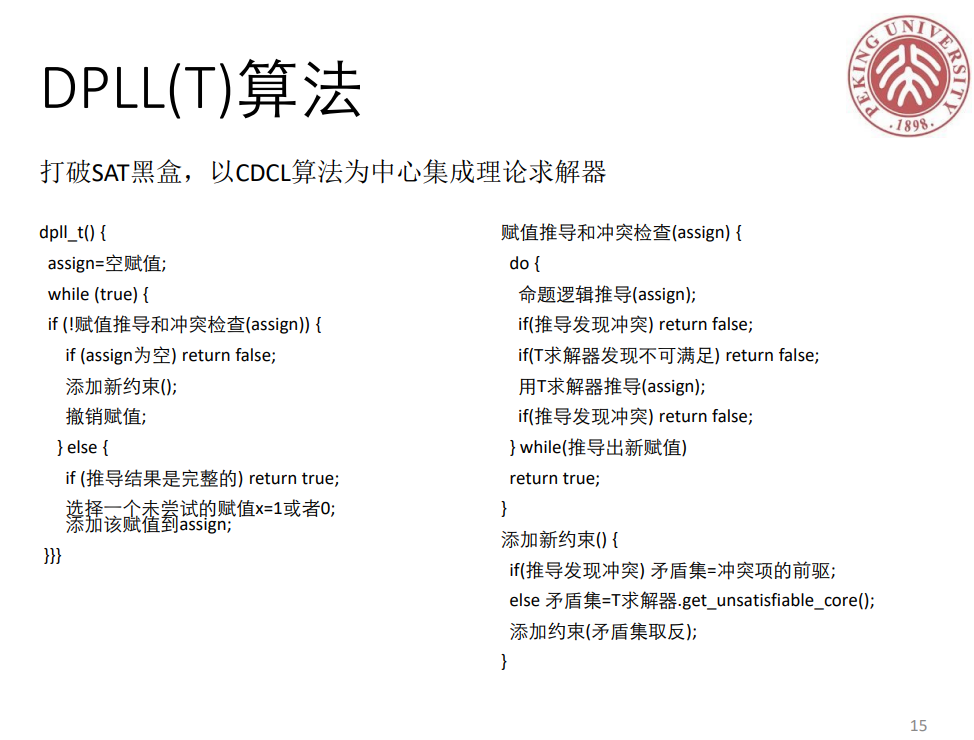 DPLL(T)算法
PEKING UNIVERSITY
·1898·
打破SAT黑盒，以CDCL算法为中心集成理论求解器
dpll_t() {
assign=空赋值;
while (true) {
if (!赋值推导和冲突检查(assign)) {
if (assign为空) return false;
添加新约束();
撤销赋值;
} else {
if (推导结果是完整的) return true;
选择一个未尝试的赋值x=1或者0;
添加该赋值到assign;
}}}
赋值推导和冲突检查(assign) {
do {
命题逻辑推导(assign);
if(推导发现冲突) return false;
if(T求解器发现不可满足) return false;
用T求解器推导(assign);
if(推导发现冲突) return false;
} while(推导出新赋值)
return true;
}
添加新约束() {
if(推导发现冲突) 矛盾集=冲突项的前驱;
else 矛盾集=T求解器.get_unsatisfiable_core();
添加约束(矛盾集取反);
}
15